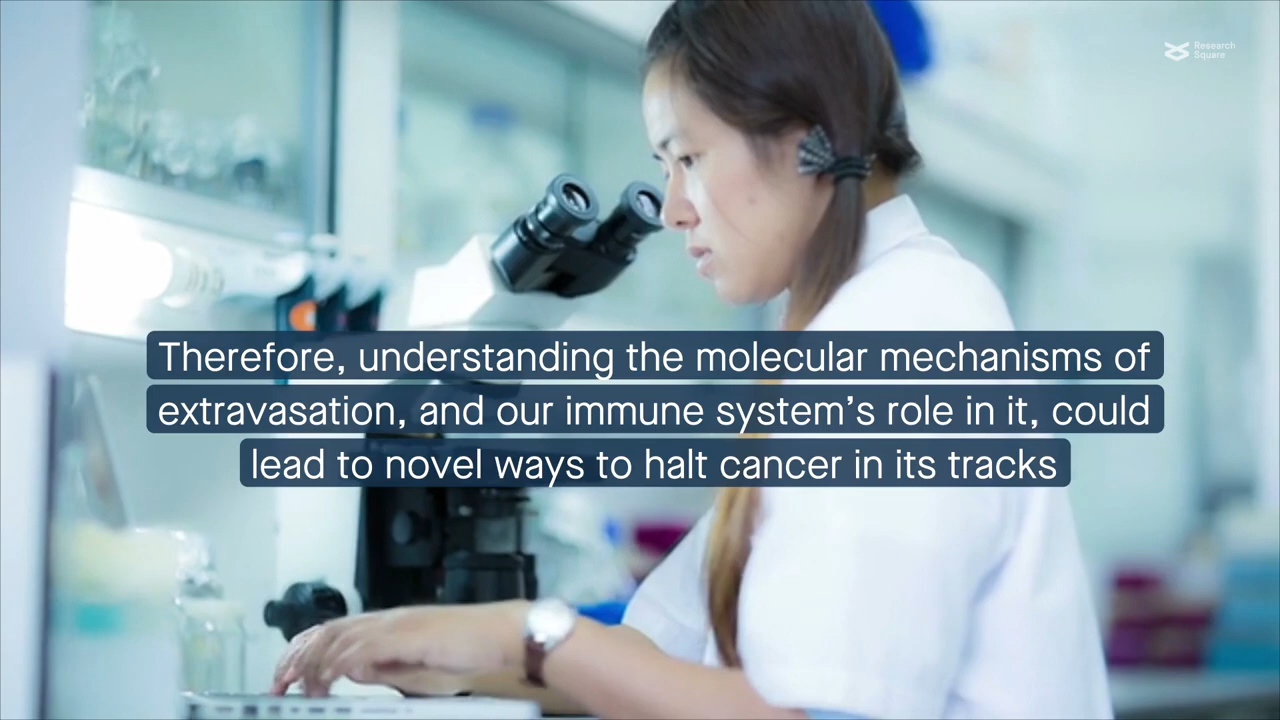 Research
Square
Therefore, understanding the molecular mechanisms of
extravasation, and our immune system’s role in it, could
lead to novel ways to halt cancer in its tracks